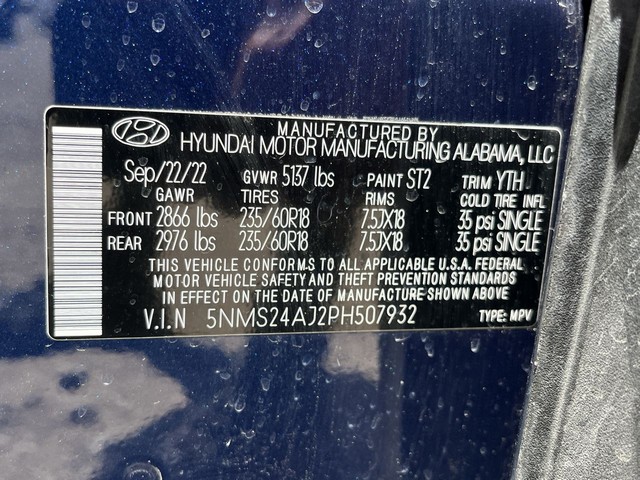 MANUFACTURED BY
HYUNDAI MOTOR MANUFACTURING ALABAMA, LLC
Sep/22/22 GVWR 5137 lbs PAINT ST2 TRIM YTH
GAWR TIRES RIMS COLD TIRE INFL
FRONT 2866 lbs 235/60R18 7.5JX18 35 psi SINGLE
REAR 2976 lbs 235/60R18 7.5JX18 35 psi SINGLE
THIS VEHICLE CONFORMS TO ALL APPLICABLE U.S.A. FEDERAL
MOTOR VEHICLE SAFETY AND THEFT PREVENTION STANDARDS
IN EFFECT ON THE DATE OF MANUFACTURE SHOWN ABOVE
V.I.N 5NMS24AJ2PH507932 TYPE: MPV